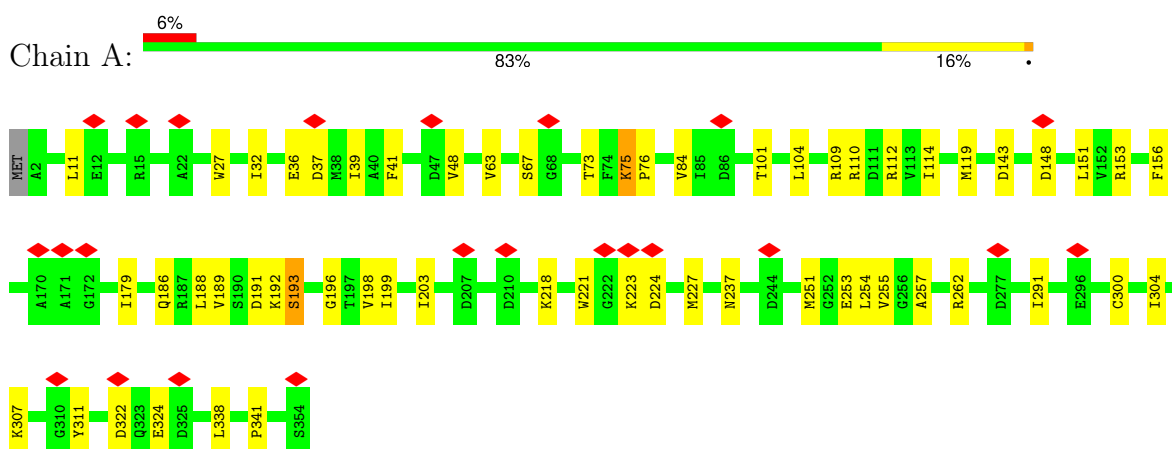 6%
Chain A:
83% 16% •
MET A2 L11 E12 R15 A22 W27 I32 E36 D37 M38 I39 A40 F41 D47 V48 V63 S67 G68 T73 F74 K75 P76 V84 I85 D86 T101 L104 R109 R110 D111 R112 V113 I114 M119 D143 D148 L151 V152 R153 F156
A170 A171 G172 I179 Q186 R187 L188 V189 S190 D191 K192 S193 G196 T197 V198 I199 I203 D207 D210 K218 W221 G222 K223 D224 M227 N237 D244 M251 G252 E253 L254 V255 G256 A257 R262 D277 I291 E296 C300 I304
K307 G310 Y311 D322 Q323 E324 D325 L338 P341 S354